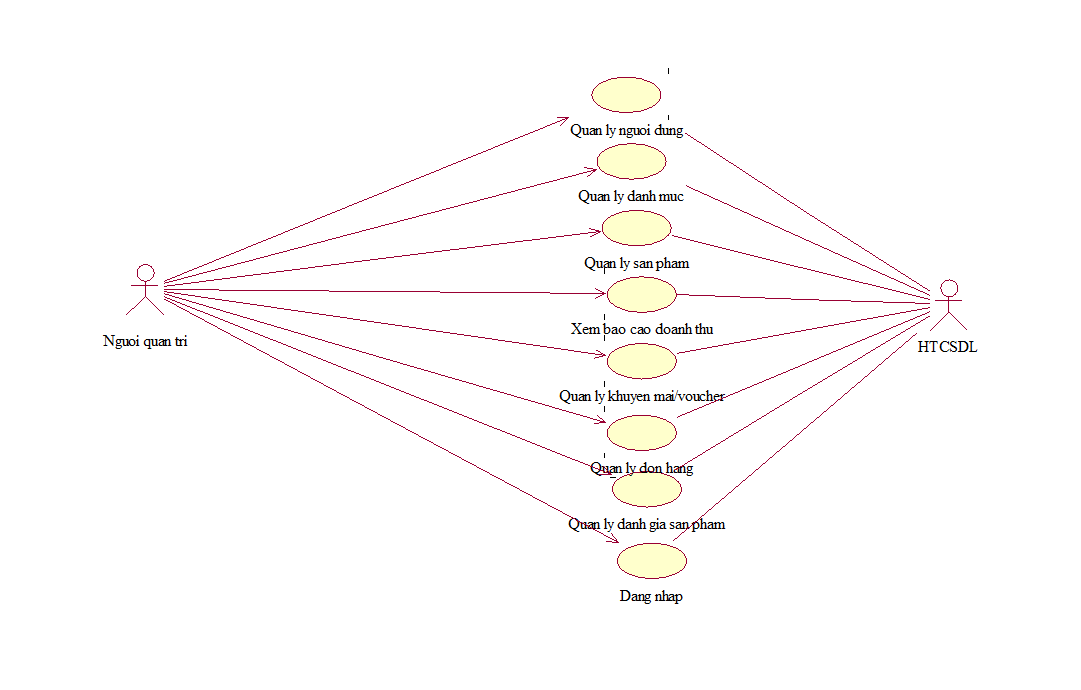 Quan ly nguoi dung
Quan ly danh muc
Quan ly san pham
Xem bao cao doanh thu
Nguoi quan tri
HTCSDL
Quan ly khuyen mai/voucher
Quan ly don hang
Quan ly danh gia san pham
Dang nhap